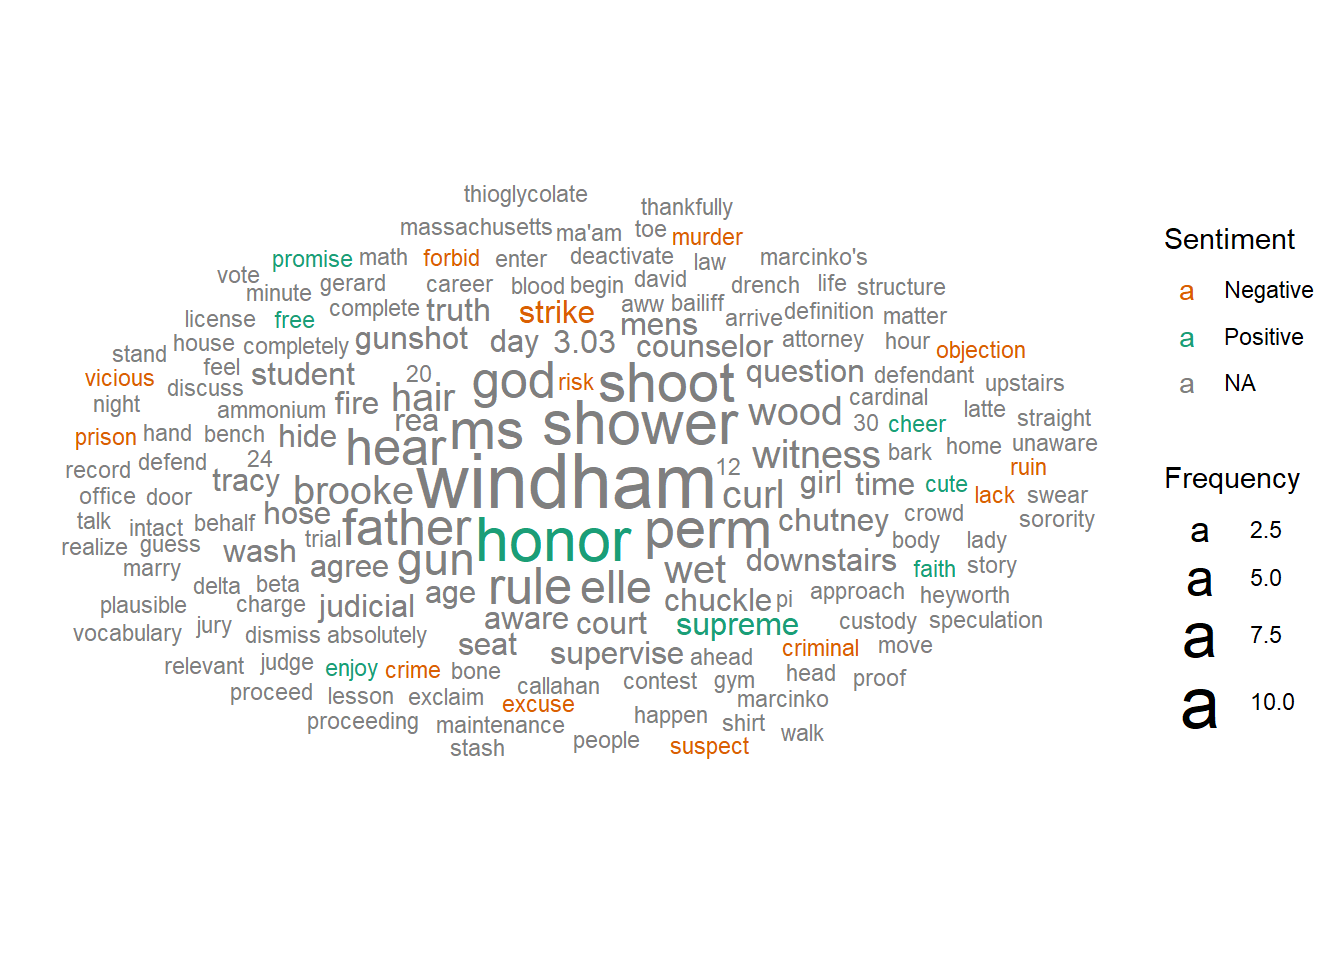 thioglycolate
thankfully
massachusetts ma'am toe murder
promise math forbid enter deactivate law marcinko's
vote minute gerard career blood begin david drench life structure
license free complete truth strike aww bailiff arrive definition matter
stand house completely gunshot day 3.03 mens counselor attorney hour objection
vicious feel discuss student 20 god risk shoot question defendant upstairs
night ammonium fire hair rea ms shower wood 30 cardinal cheer latte straight
prison hand bench hide hear witness bark home unaware
record defend 24 tracy brooke windham 12 curl girl time cute lack ruin swear
office door hose father honor perm chutney crowd sorority
talk intact behalf trial gun body lady
realize guess wash agree wet downstairs faith story
marry delta beta age rule elle chuckle pi approach heyworth
plausible charge judicial aware court supreme custody speculation
vocabulary jury dismiss absolutely seat supervise ahead criminal move
relevant judge enjoy crime bone callahan contest gym head proof
proceed lesson exclaim excuse marcinko
proceeding maintenance happen shirt walk
stash people suspect
Sentiment
a Negative
a Positive
a NA
Frequency
a 2.5
a 5.0
a 7.5
a 10.0